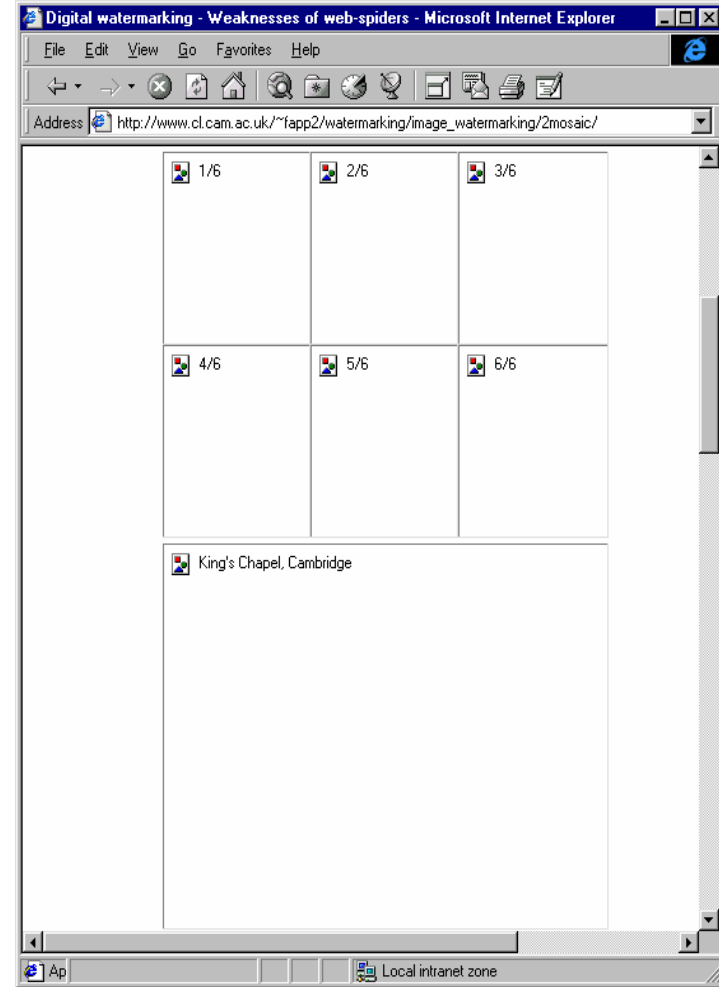 Digital watermarking - Weaknesses of web-spiders - Microsoft Internet Explorer
File Edit View Go Favorites Help
Address http://www.cl.cam.ac.uk/~fapp2/watermarking/image_watermarking/2mosaic/
1/6 2/6 3/6
4/6 5/6 6/6
King's Chapel, Cambridge
Ap Local intranet zone